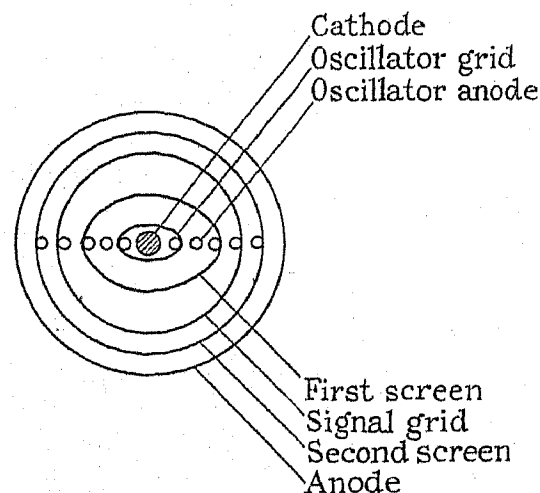 Cathode
Oscillator grid
Oscillator anode
First screen
Signal grid
Second screen
Anode